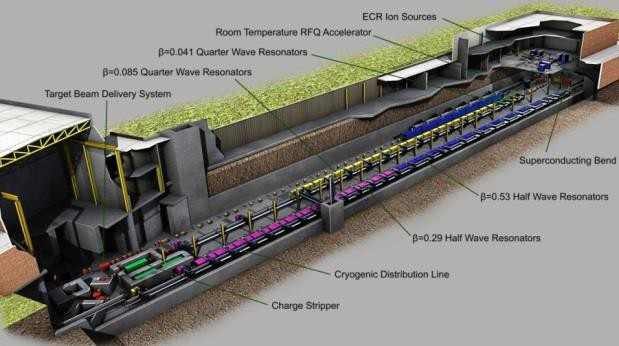 ECR Ion Sources
Room Temperature RFQ Accelerator
β=0.041 Quarter Wave Resonators
β=0.085 Quarter Wave Resonators
Target Beam Delivery System
Superconducting Bend
β=0.53 Half Wave Resonators
β=0.29 Half Wave Resonators
Cryogenic Distribution Line
Charge Stripper